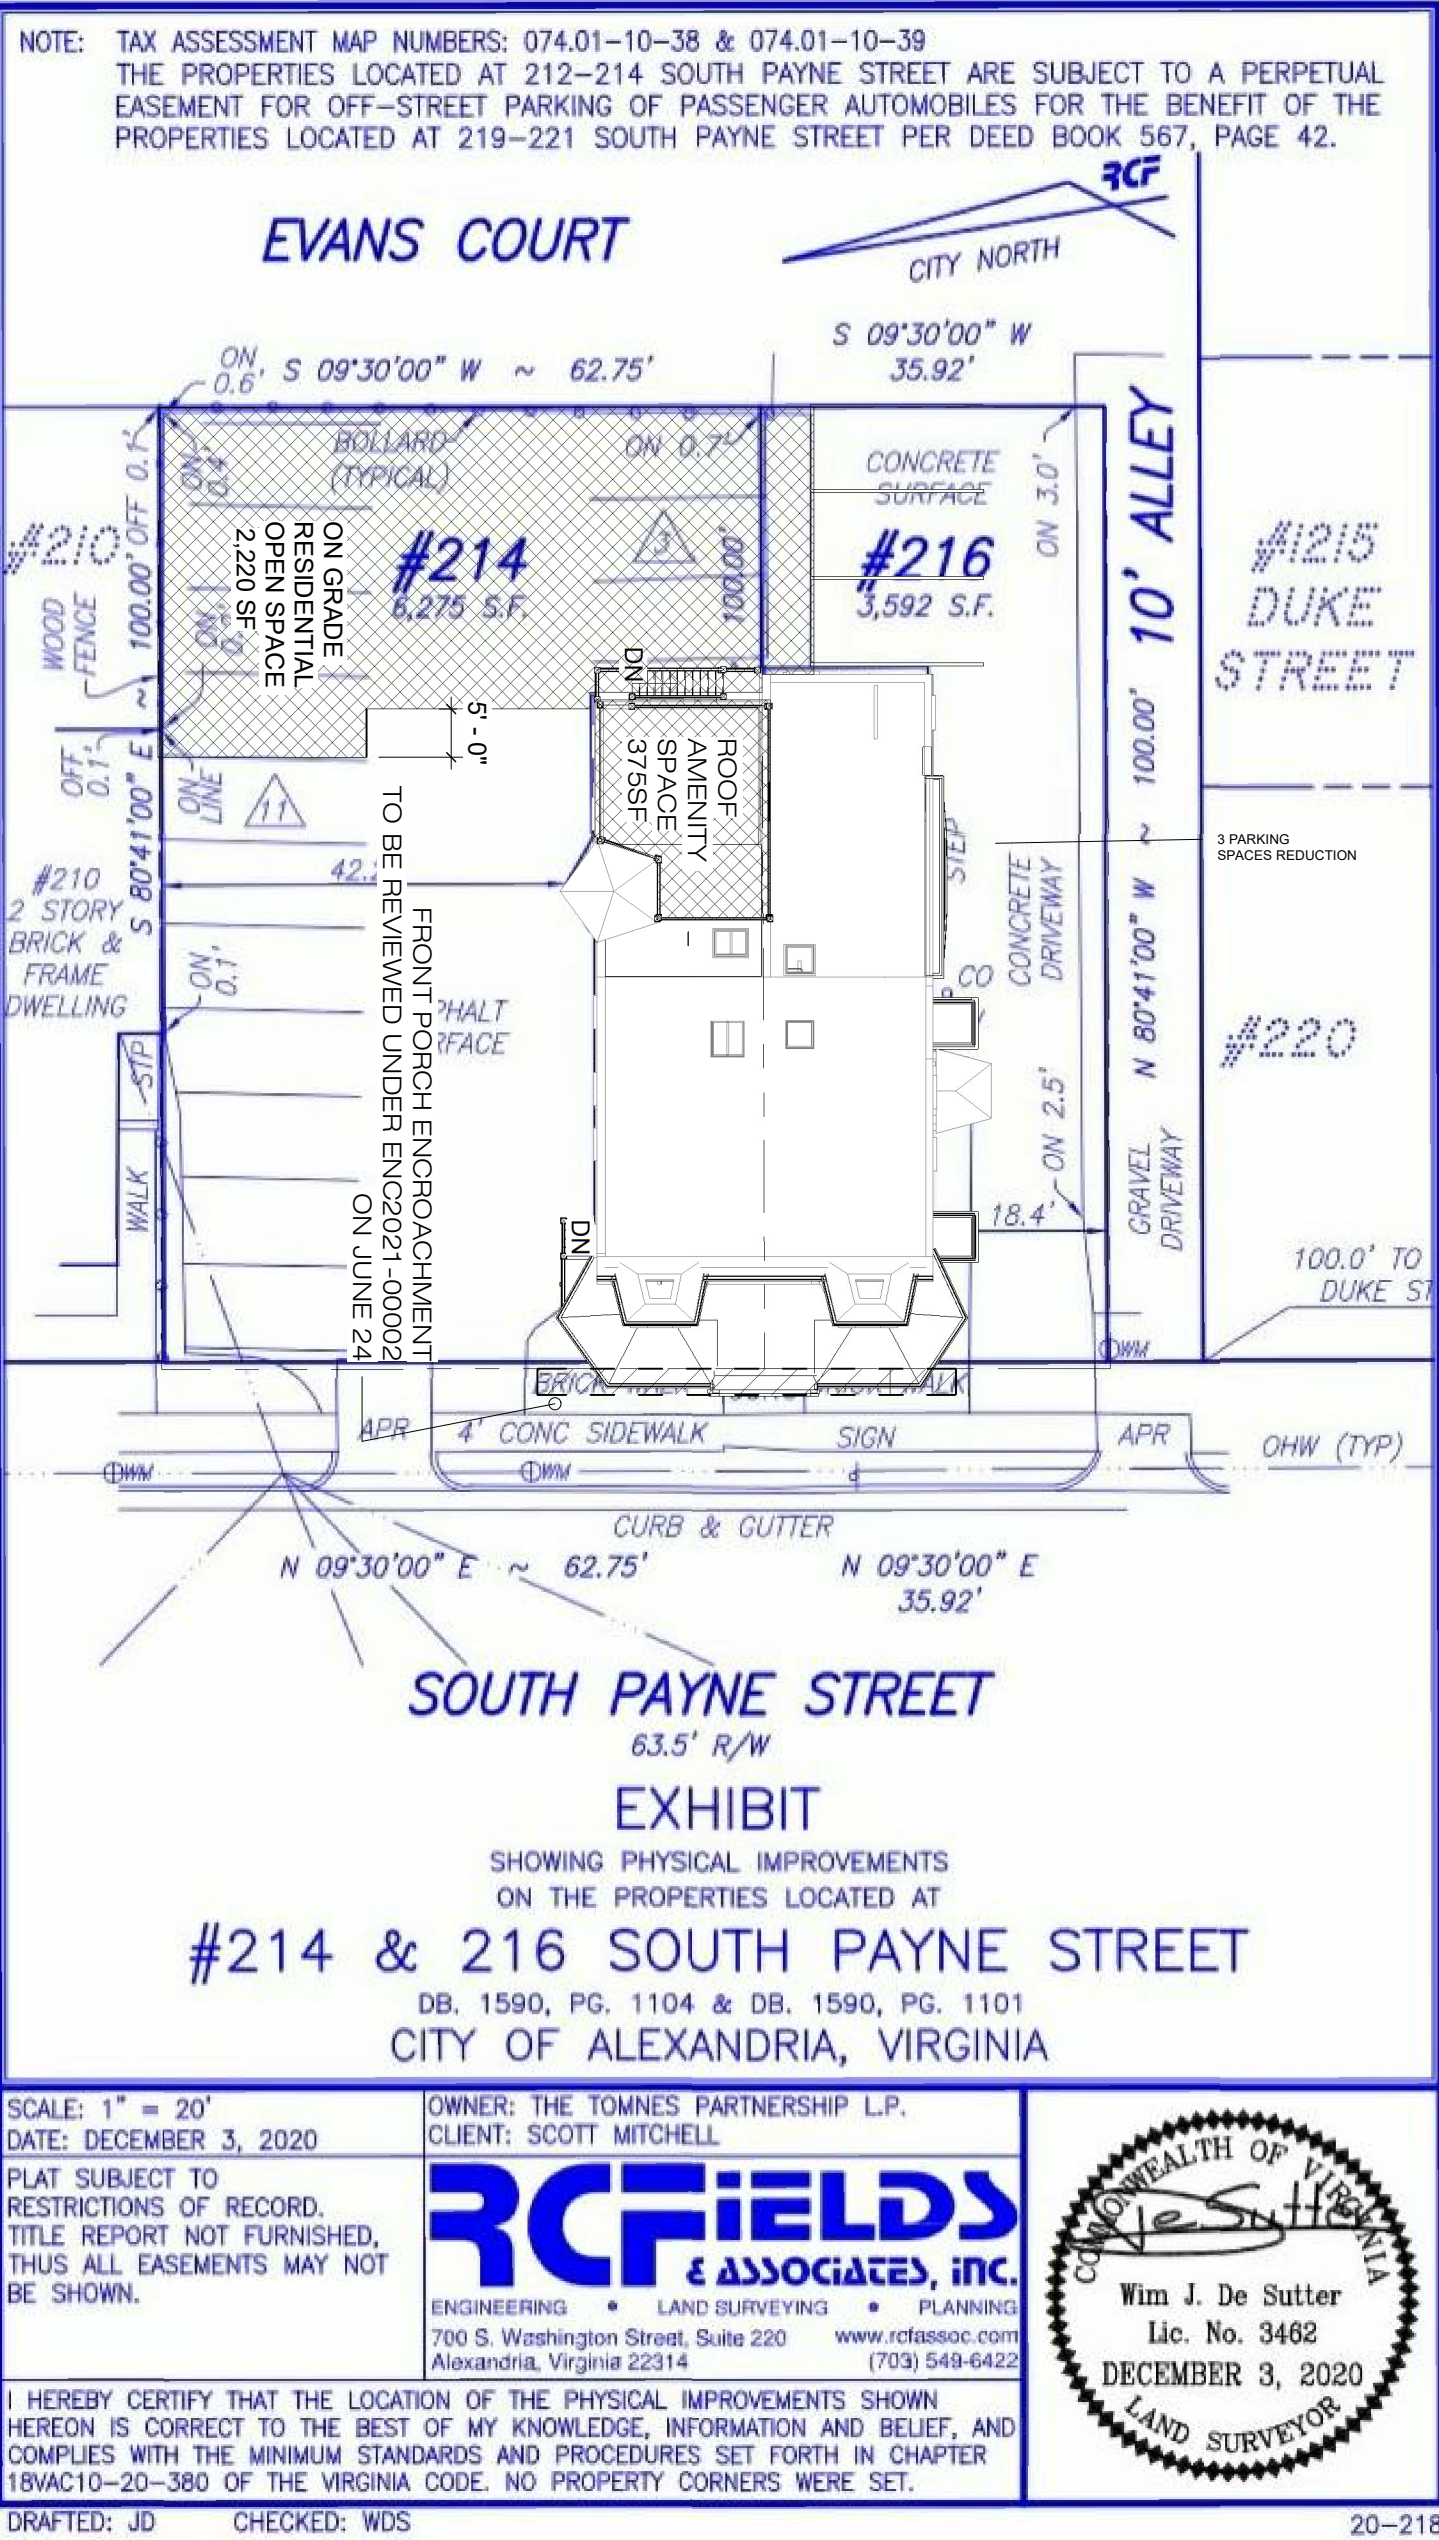 NOTE: TAX ASSESSMENT MAP NUMBERS: 074.01-10-38 & 074.01-10-39
THE PROPERTIES LOCATED AT 212-214 SOUTH PAYNE STREET ARE SUBJECT TO A PERPETUAL
EASEMENT FOR OFF-STREET PARKING OF PASSENGER AUTOMOBILES FOR THE BENEFIT OF THE
PROPERTIES LOCATED AT 219-221 SOUTH PAYNE STREET PER DEED BOOK 567, PAGE 42.
RCF
EVANS COURT
CITY NORTH
S 09°30'00" W
35.92'
ON
0.6'
S 09°30'00" W ~ 62.75'
BOLLARD
(TYPICAL)
ON 0.7'
CONCRETE
SURFACE
ON 3.0'
10' ALLEY
#210
OFF 0.1'
100.00'
WOOD
FENCE
ON GRADE
RESIDENTIAL
OPEN SPACE
2,220 SF
#214
6,275 S.F.
3
100.00'
#216
3,592 S.F.
#1215
DUKE
STREET
DN
5' - 0"
ROOF
AMENITY
SPACE
375SF
OFF
0.1'
S 80°41'00" E ~
ON
LINE
11
42.2
STEP
3 PARKING
SPACES REDUCTION
#210
2 STORY
BRICK &
FRAME
DWELLING
ON
0.1'
PHALT
RFACE
CO
CONCRETE
DRIVEWAY
N 80°41'00" W ~ 100.00'
#220
FRONT PORCH ENCROACHMENT
TO BE REVIEWED UNDER ENC2021-00002
ON JUNE 24
STP
WALK
ON 2.5'
GRAVEL
DRIVEWAY
18.4'
DN
100.0' TO
DUKE ST
WM
BRICK WALK
APR
4' CONC SIDEWALK
SIGN
APR
OHW (TYP)
WM
WM
CURB & GUTTER
N 09°30'00" E ~ 62.75'
N 09°30'00" E
35.92'
SOUTH PAYNE STREET
63.5' R/W
EXHIBIT
SHOWING PHYSICAL IMPROVEMENTS
ON THE PROPERTIES LOCATED AT
#214 & 216 SOUTH PAYNE STREET
DB. 1590, PG. 1104 & DB. 1590, PG. 1101
CITY OF ALEXANDRIA, VIRGINIA
SCALE: 1" = 20'
DATE: DECEMBER 3, 2020
OWNER: THE TOMNES PARTNERSHIP L.P.
CLIENT: SCOTT MITCHELL
PLAT SUBJECT TO
RESTRICTIONS OF RECORD.
TITLE REPORT NOT FURNISHED,
THUS ALL EASEMENTS MAY NOT
BE SHOWN.
RCFIELDS
& ASSOCIATES, INC.
ENGINEERING • LAND SURVEYING • PLANNING
700 S. Washington Street, Suite 220 www.rcfassoc.com
Alexandria, Virginia 22314 (703) 549-6422
COMMONWEALTH OF VIRGINIA
Wim J. De Sutter
Lic. No. 3462
DECEMBER 3, 2020
LAND SURVEYOR
I HEREBY CERTIFY THAT THE LOCATION OF THE PHYSICAL IMPROVEMENTS SHOWN
HEREON IS CORRECT TO THE BEST OF MY KNOWLEDGE, INFORMATION AND BELIEF, AND
COMPLIES WITH THE MINIMUM STANDARDS AND PROCEDURES SET FORTH IN CHAPTER
18VAC10-20-380 OF THE VIRGINIA CODE. NO PROPERTY CORNERS WERE SET.
DRAFTED: JD CHECKED: WDS
20-218